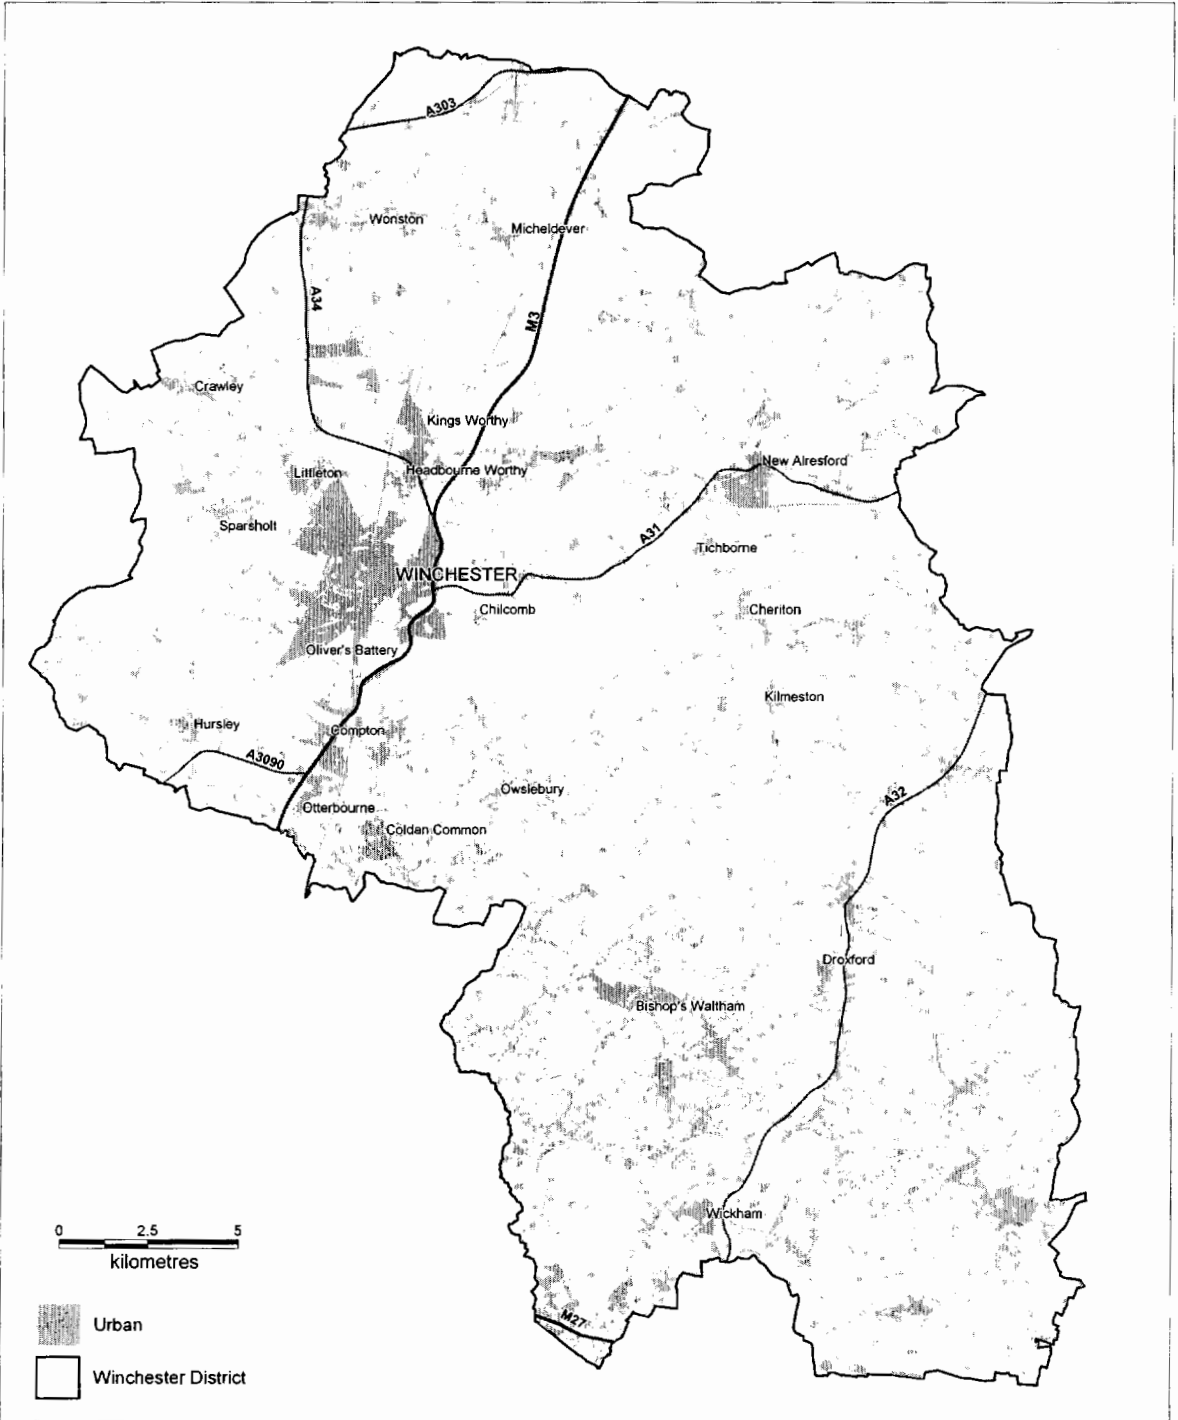 A303
Wonston
Micheldever
A34
M3
Crawley
Kings Worthy
Littleton
Headbourne Worthy
New Alresford
Sparsholt
A31
Tichborne
WINCHESTER
Chilcomb
Cheriton
Oliver's Battery
Kilmeston
Hursley
Compton
A3090
Owslebury
A32
Otterbourne
Coldan Common
Droxford
Bishop's Waltham
Wickham
0 2.5 5
kilometres
M27
Urban
Winchester District